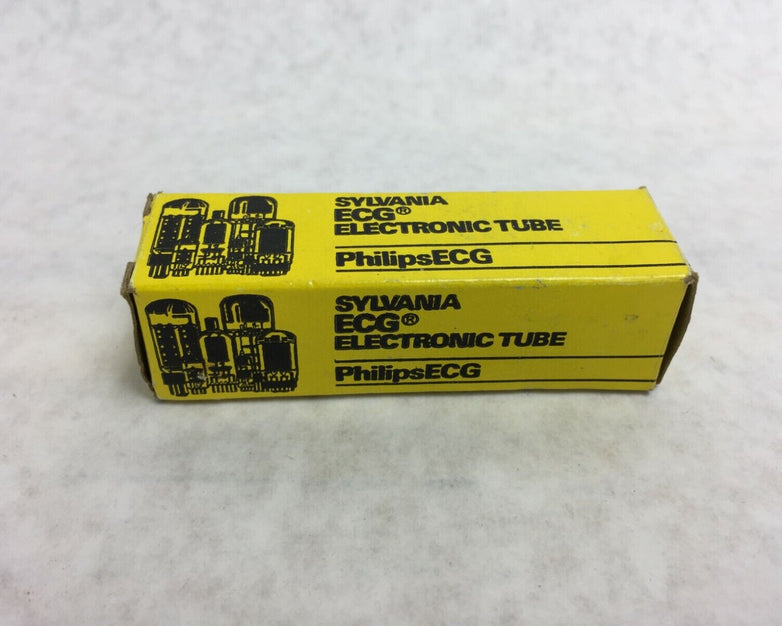 SYLVANIA
ECG®
ELECTRONIC TUBE
PhilipsECG
SYLVANIA
ECG®
ELECTRONIC TUBE
PhilipsECG